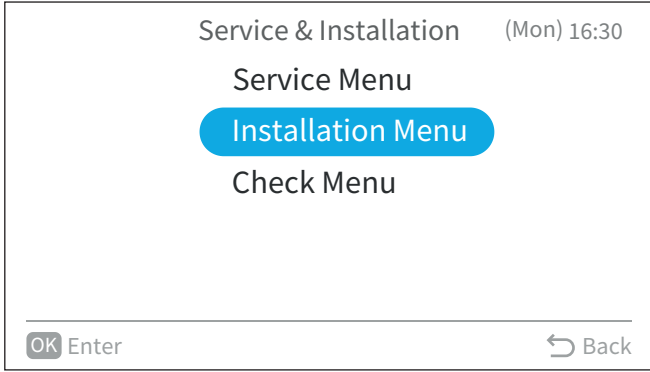 Service & Installation (Mon) 16:30
Service Menu
Installation Menu
Check Menu
OK Enter Back